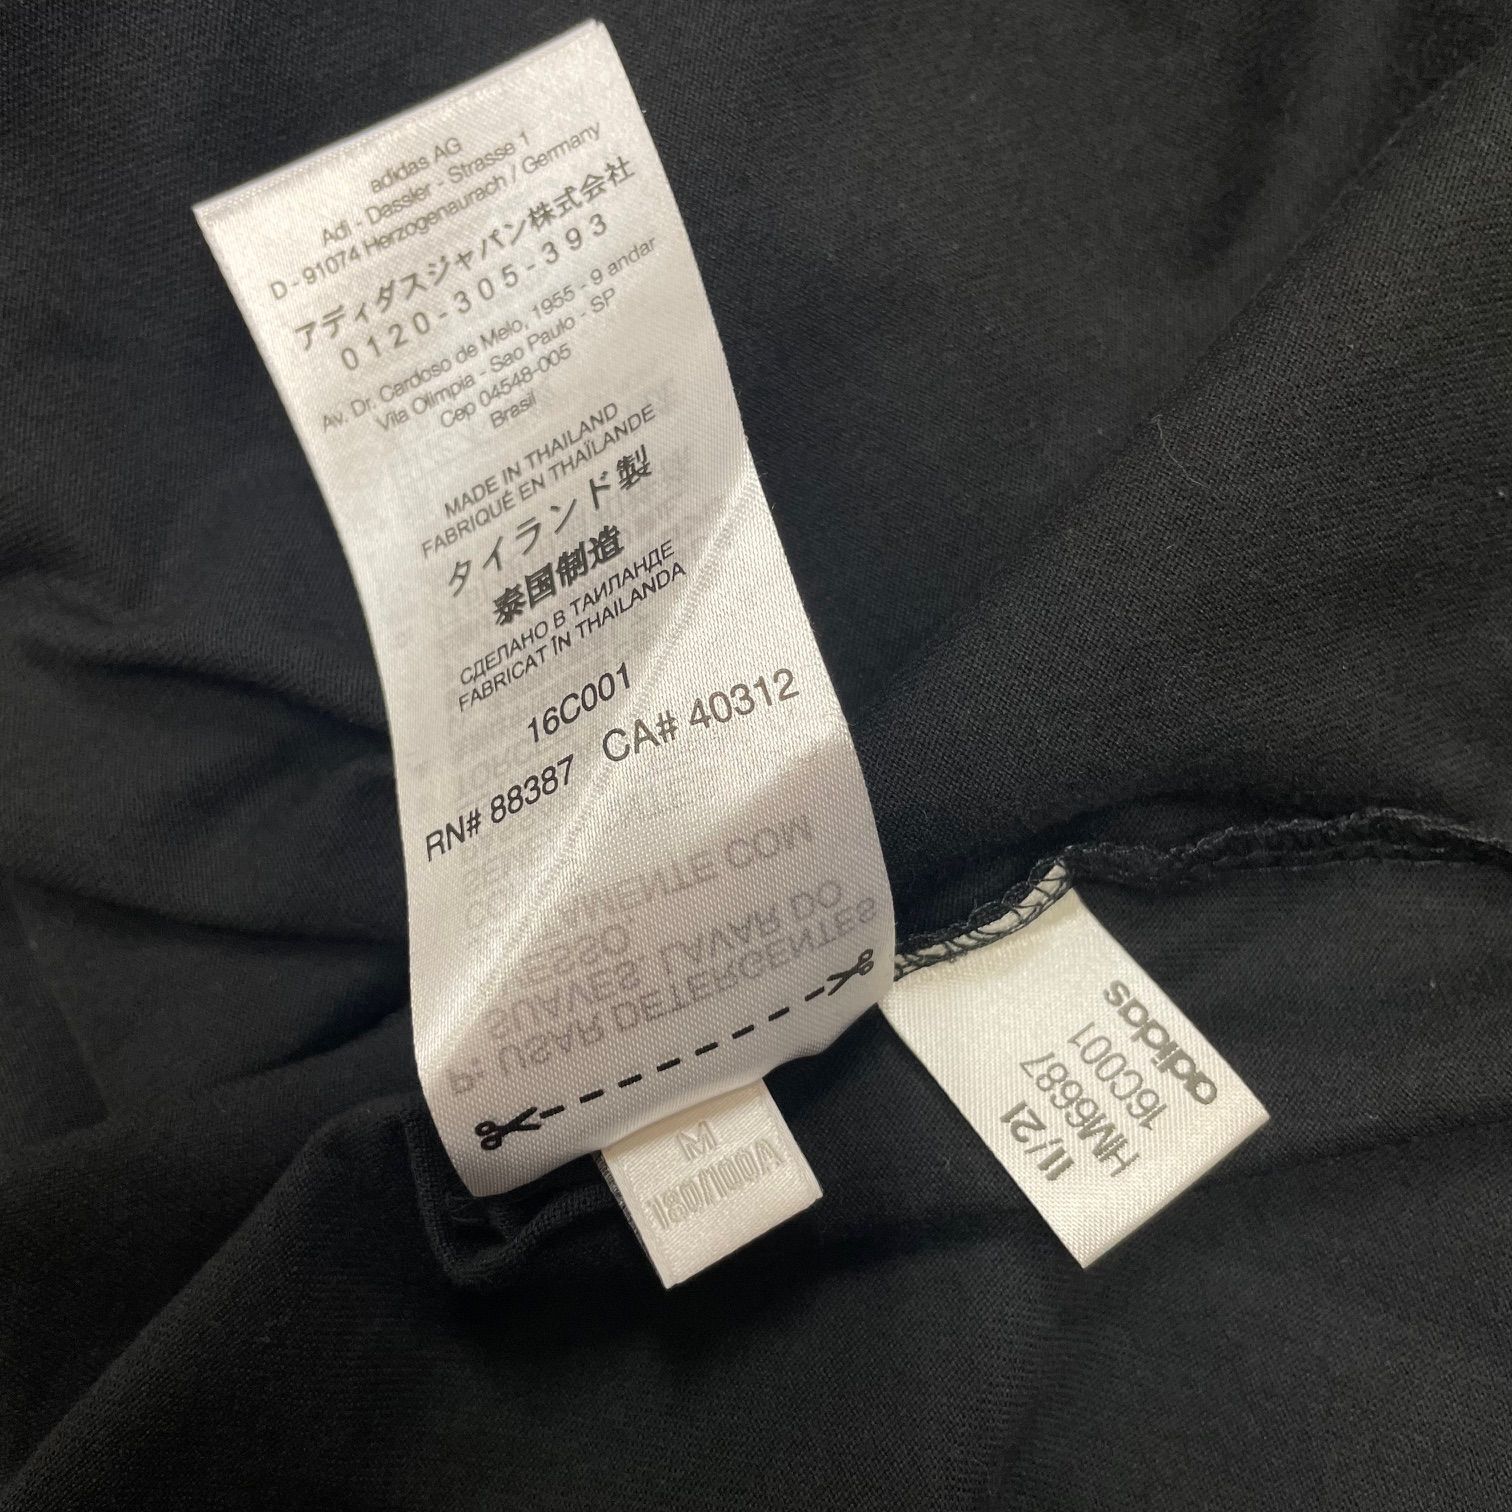 adidas AG
Adi - Dassler - Strasse 1
D-91074 Herzogenaurach / Germany
アディダスジャパン株式会社
0120-305-393
Av. Dr. Cardoso de Melo, 1955 - 9 andar
Vila Olimpia - Sao Paulo - SP
Cep 04548-005
Brasil
MADE IN THAILAND
FABRIQUÉ EN THAÏLANDE
タイランド製
泰国制造
СДЕЛАНО В ТАИЛАНДЕ
FABRICAT ÎN THAILANDA
16C001
RN# 88387 CA# 40312
USAR DETERGENTES
SUAVES LAVAR DO
COM
M
180/100A
adidas
16C001
HM6687
11/21